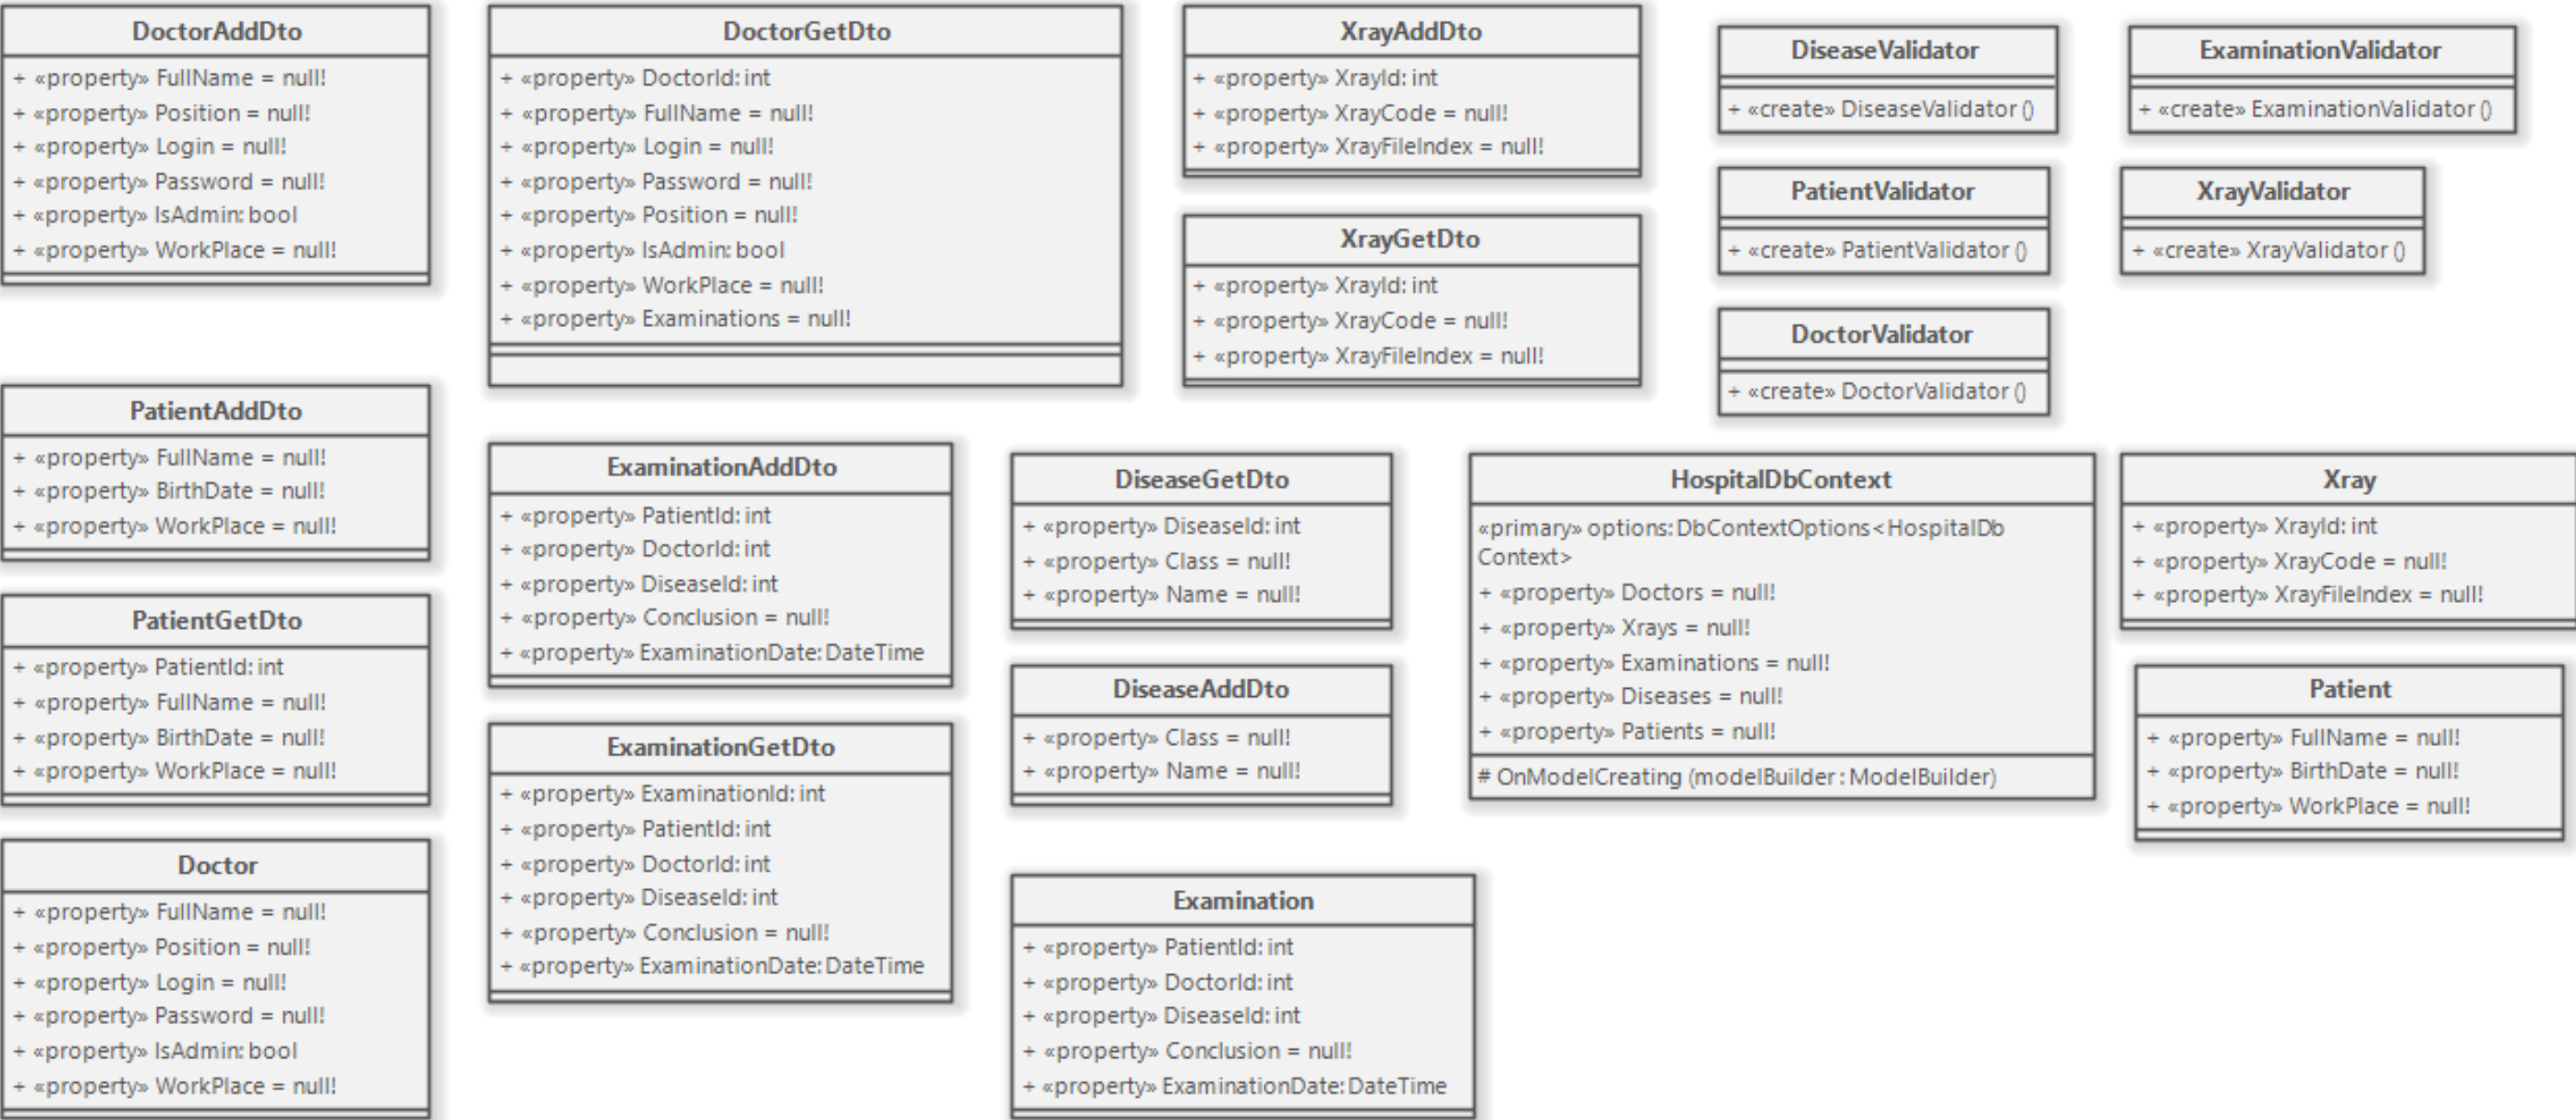 DoctorAddDto
+ «property» FullName = null!
+ «property» Position = null!
+ «property» Login = null!
+ «property» Password = null!
+ «property» IsAdmin: bool
+ «property» WorkPlace = null!
DoctorGetDto
+ «property» DoctorId: int
+ «property» FullName = null!
+ «property» Login = null!
+ «property» Password = null!
+ «property» Position = null!
+ «property» IsAdmin: bool
+ «property» WorkPlace = null!
+ «property» Examinations = null!
XrayAddDto
+ «property» XrayId: int
+ «property» XrayCode = null!
+ «property» XrayFileIndex = null!
XrayGetDto
+ «property» XrayId: int
+ «property» XrayCode = null!
+ «property» XrayFileIndex = null!
DiseaseValidator
+ «create» DiseaseValidator ()
ExaminationValidator
+ «create» ExaminationValidator ()
PatientValidator
+ «create» PatientValidator ()
XrayValidator
+ «create» XrayValidator ()
DoctorValidator
+ «create» DoctorValidator ()
PatientAddDto
+ «property» FullName = null!
+ «property» BirthDate = null!
+ «property» WorkPlace = null!
PatientGetDto
+ «property» PatientId: int
+ «property» FullName = null!
+ «property» BirthDate = null!
+ «property» WorkPlace = null!
Doctor
+ «property» FullName = null!
+ «property» Position = null!
+ «property» Login = null!
+ «property» Password = null!
+ «property» IsAdmin: bool
+ «property» WorkPlace = null!
ExaminationAddDto
+ «property» PatientId: int
+ «property» DoctorId: int
+ «property» DiseaseId: int
+ «property» Conclusion = null!
+ «property» ExaminationDate: DateTime
ExaminationGetDto
+ «property» ExaminationId: int
+ «property» PatientId: int
+ «property» DoctorId: int
+ «property» DiseaseId: int
+ «property» Conclusion = null!
+ «property» ExaminationDate: DateTime
DiseaseGetDto
+ «property» DiseaseId: int
+ «property» Class = null!
+ «property» Name = null!
DiseaseAddDto
+ «property» Class = null!
+ «property» Name = null!
Examination
+ «property» PatientId: int
+ «property» DoctorId: int
+ «property» DiseaseId: int
+ «property» Conclusion = null!
+ «property» ExaminationDate: DateTime
HospitalDbContext
«primary» options: DbContextOptions<HospitalDb
Context>
+ «property» Doctors = null!
+ «property» Xrays = null!
+ «property» Examinations = null!
+ «property» Diseases = null!
+ «property» Patients = null!
# OnModelCreating (modelBuilder : ModelBuilder)
Xray
+ «property» XrayId: int
+ «property» XrayCode = null!
+ «property» XrayFileIndex = null!
Patient
+ «property» FullName = null!
+ «property» BirthDate = null!
+ «property» WorkPlace = null!